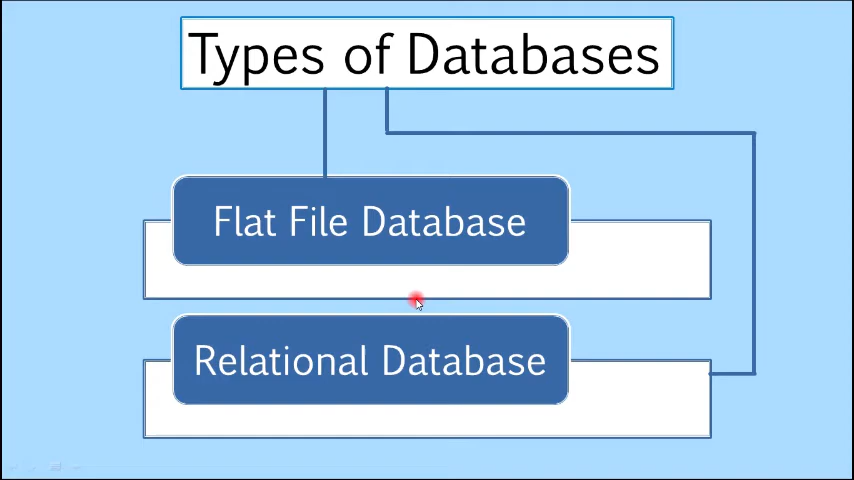 Types of Databases
Flat File Database
Relational Database